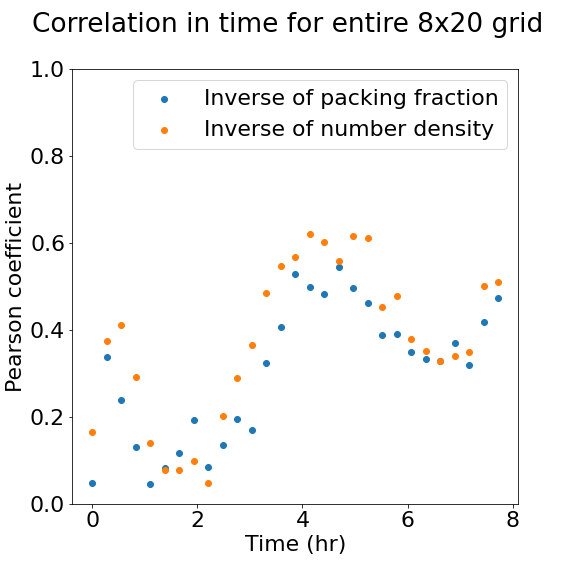 Correlation in time for entire 8x20 grid
1.0
Inverse of packing fraction
Inverse of number density
0.8
0.6
0.4
0.2
0.0
Pearson coefficient
0 2 4 6 8
Time (hr)